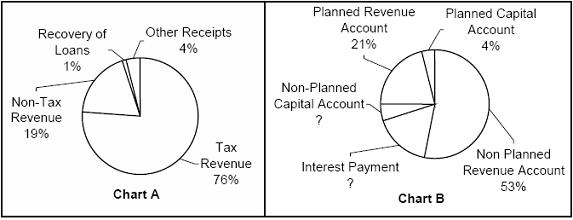 Recovery of
Loans
1%
Other Receipts
4%
Non-Tax
Revenue
19%
Tax
Revenue
76%
Chart A
Planned Revenue
Account
21%
Planned Capital
Account
4%
Non-Planned
Capital Account
?
Interest Payment
?
Non Planned
Revenue Account
53%
Chart B